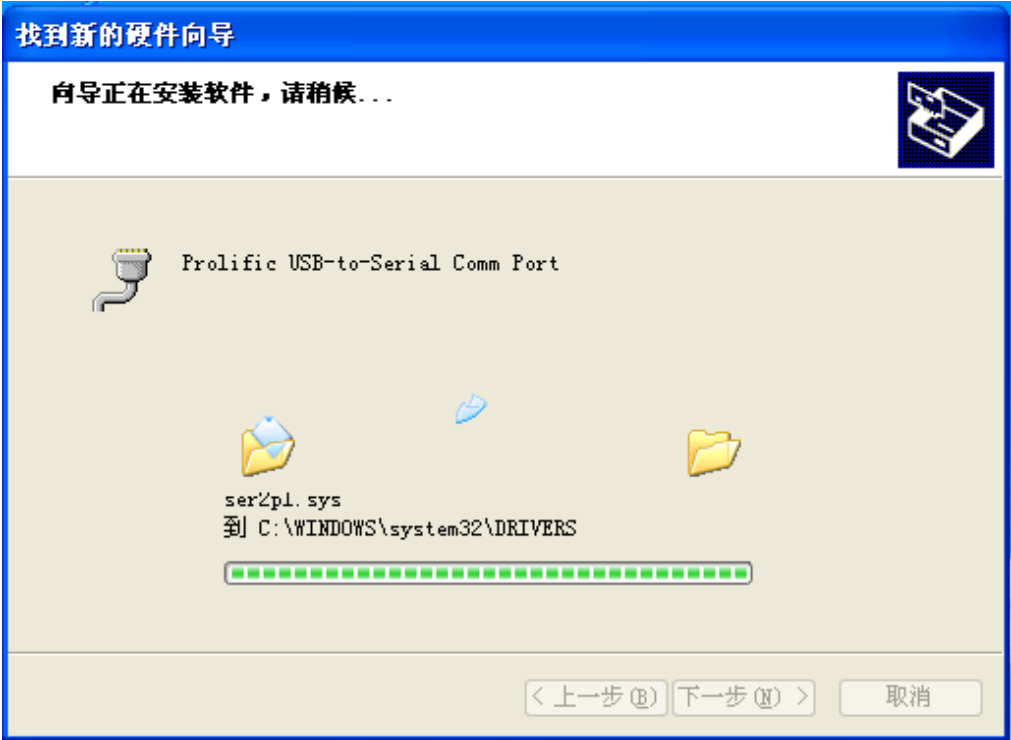 找到新的硬件向导
向导正在安装软件，请稍候...
Prolific USB-to-Serial Comm Port
ser2pl.sys
到 C:\WINDOWS\system32\DRIVERS
< 上一步(B) 下一步(N) > 取消